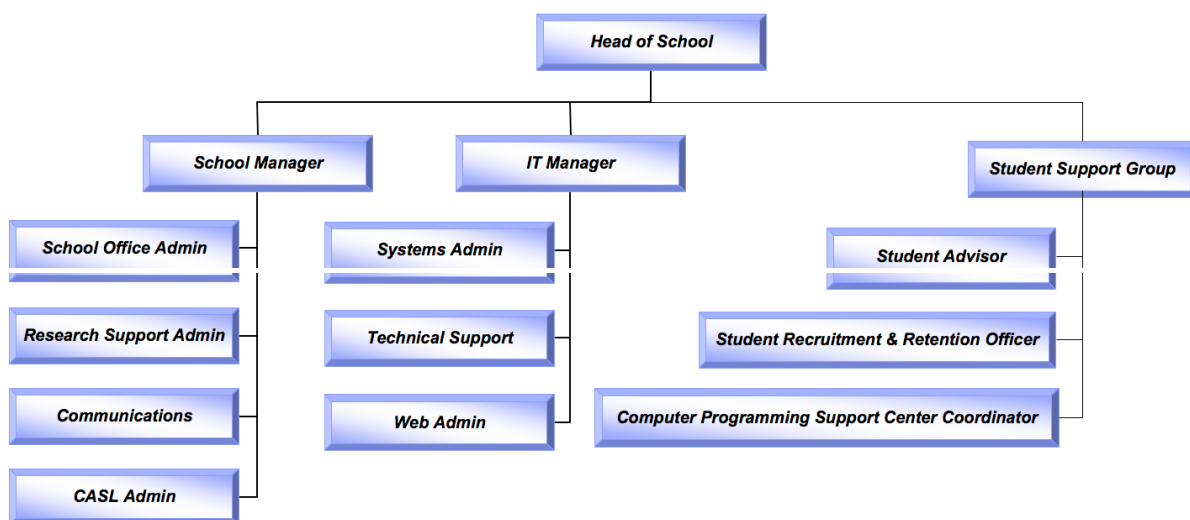 Head of School
School Manager
IT Manager
Student Support Group
School Office Admin
Systems Admin
Student Advisor
Research Support Admin
Technical Support
Student Recruitment & Retention Officer
Communications
Web Admin
Computer Programming Support Center Coordinator
CASL Admin